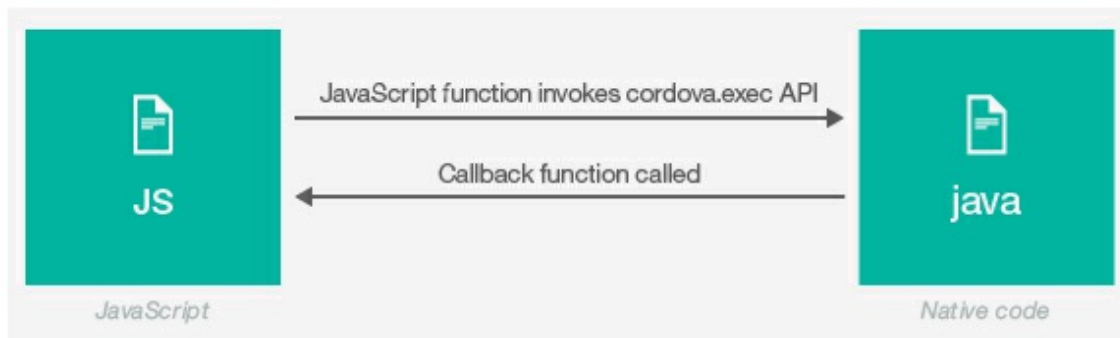 JavaScript function invokes cordova.exec API
Callback function called
JS
java
JavaScript
Native code